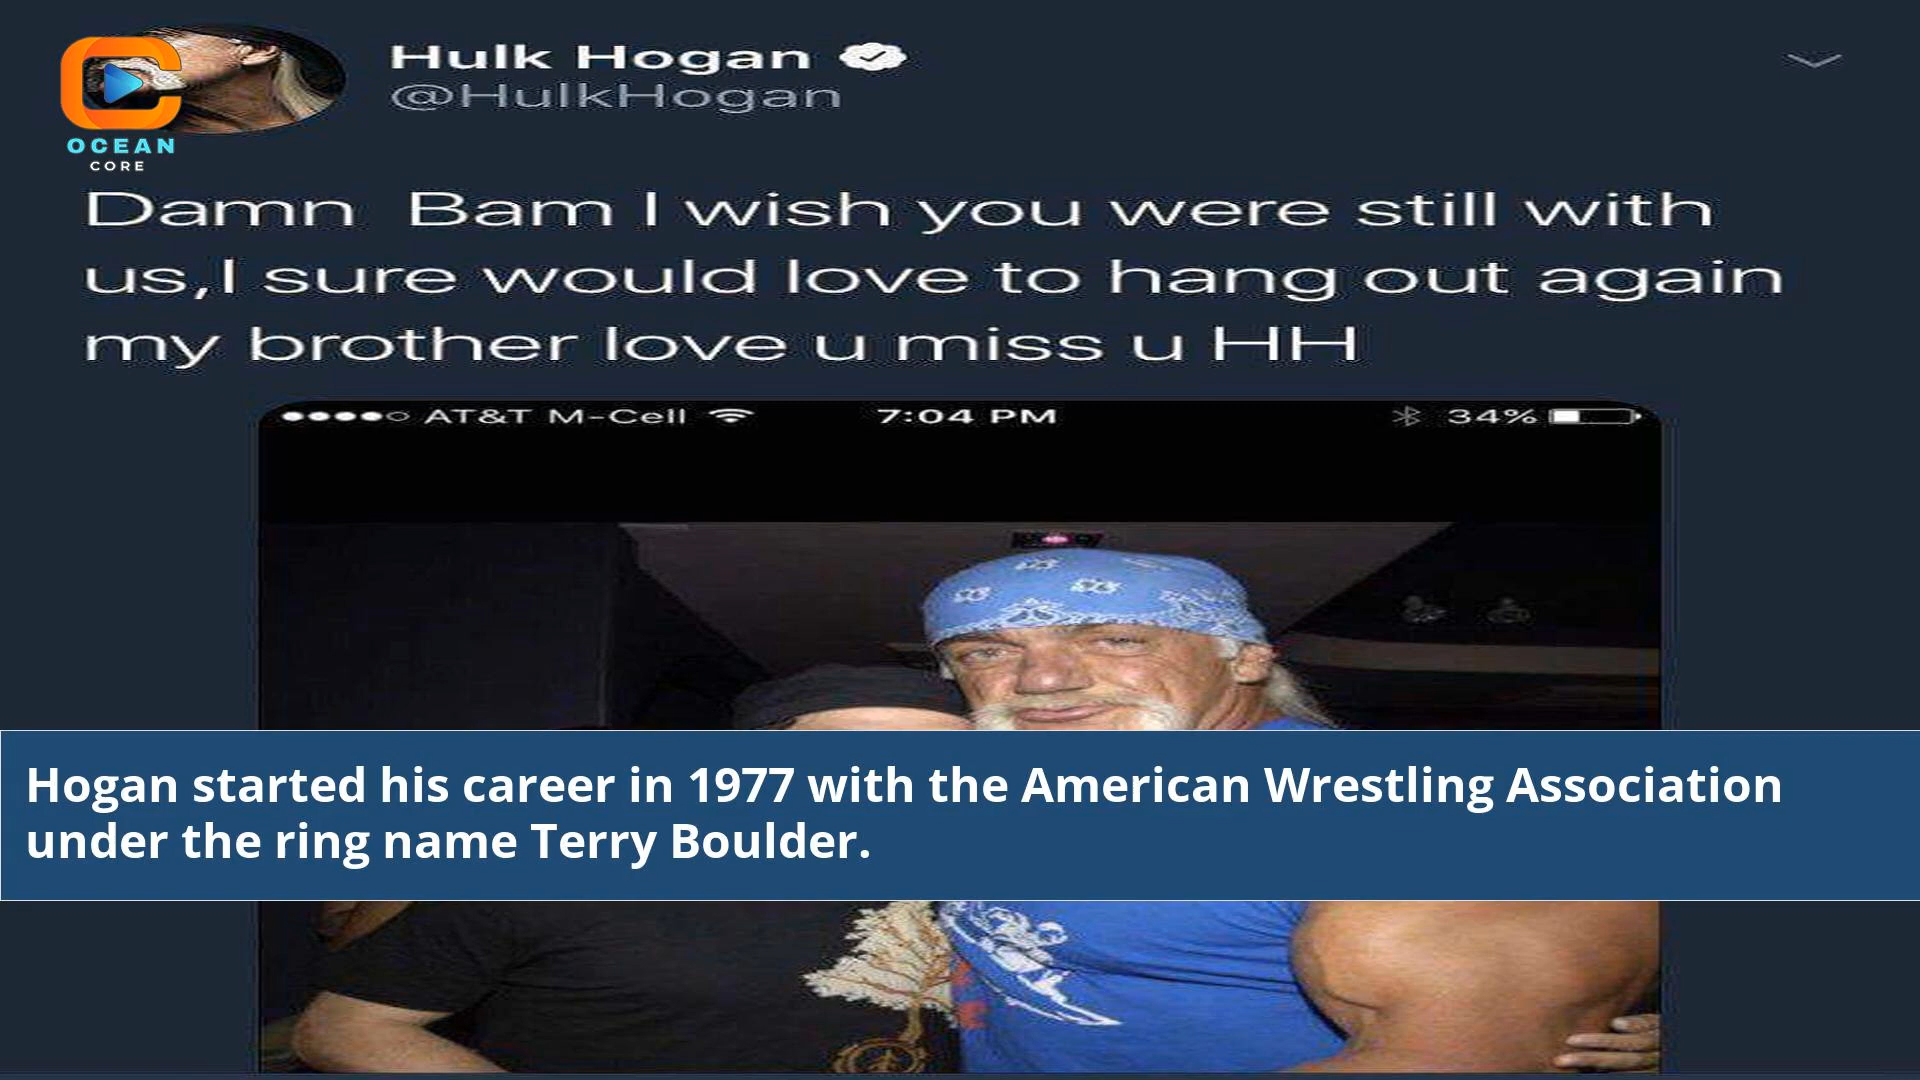 Hulk Hogan
@HulkHogan
OCEAN
CORE
Damn Bam I wish you were still with
us,I sure would love to hang out again
my brother love u miss u HH
AT&T M-Cell 7:04 PM 34%
Hogan started his career in 1977 with the American Wrestling Association
under the ring name Terry Boulder.